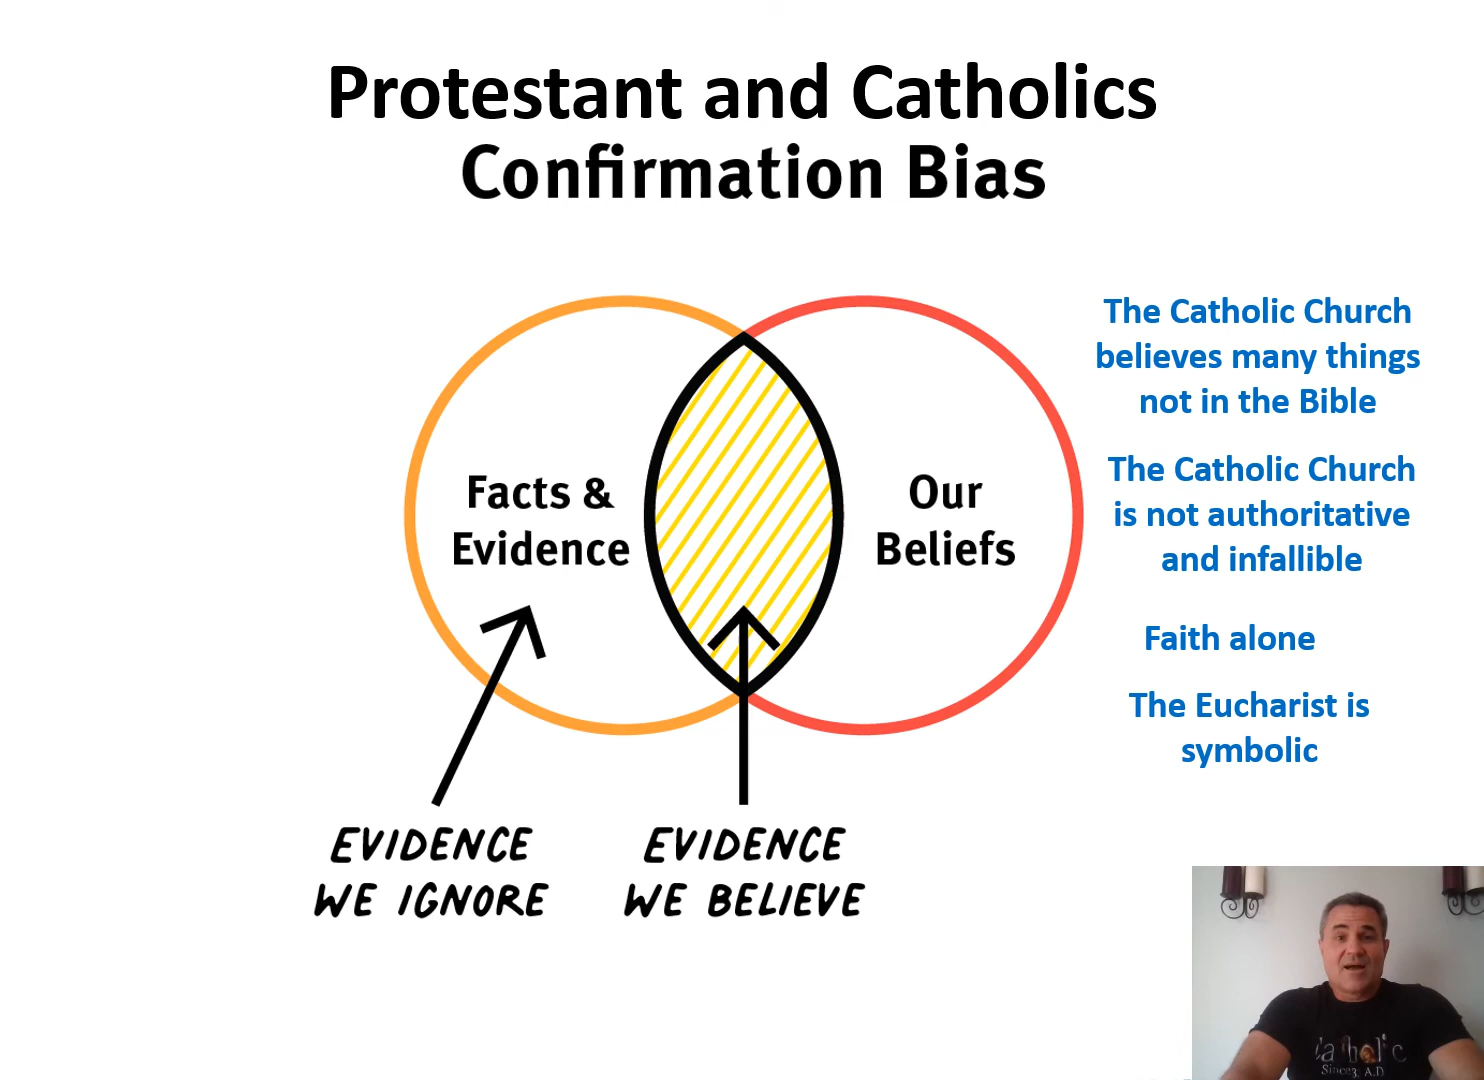 Protestant and Catholics
Confirmation Bias
Facts &
Evidence
Our
Beliefs
The Catholic Church
believes many things
not in the Bible
The Catholic Church
is not authoritative
and infallible
Faith alone
The Eucharist is
symbolic
EVIDENCE
WE IGNORE
EVIDENCE
WE BELIEVE
Catholic
Since
A.D